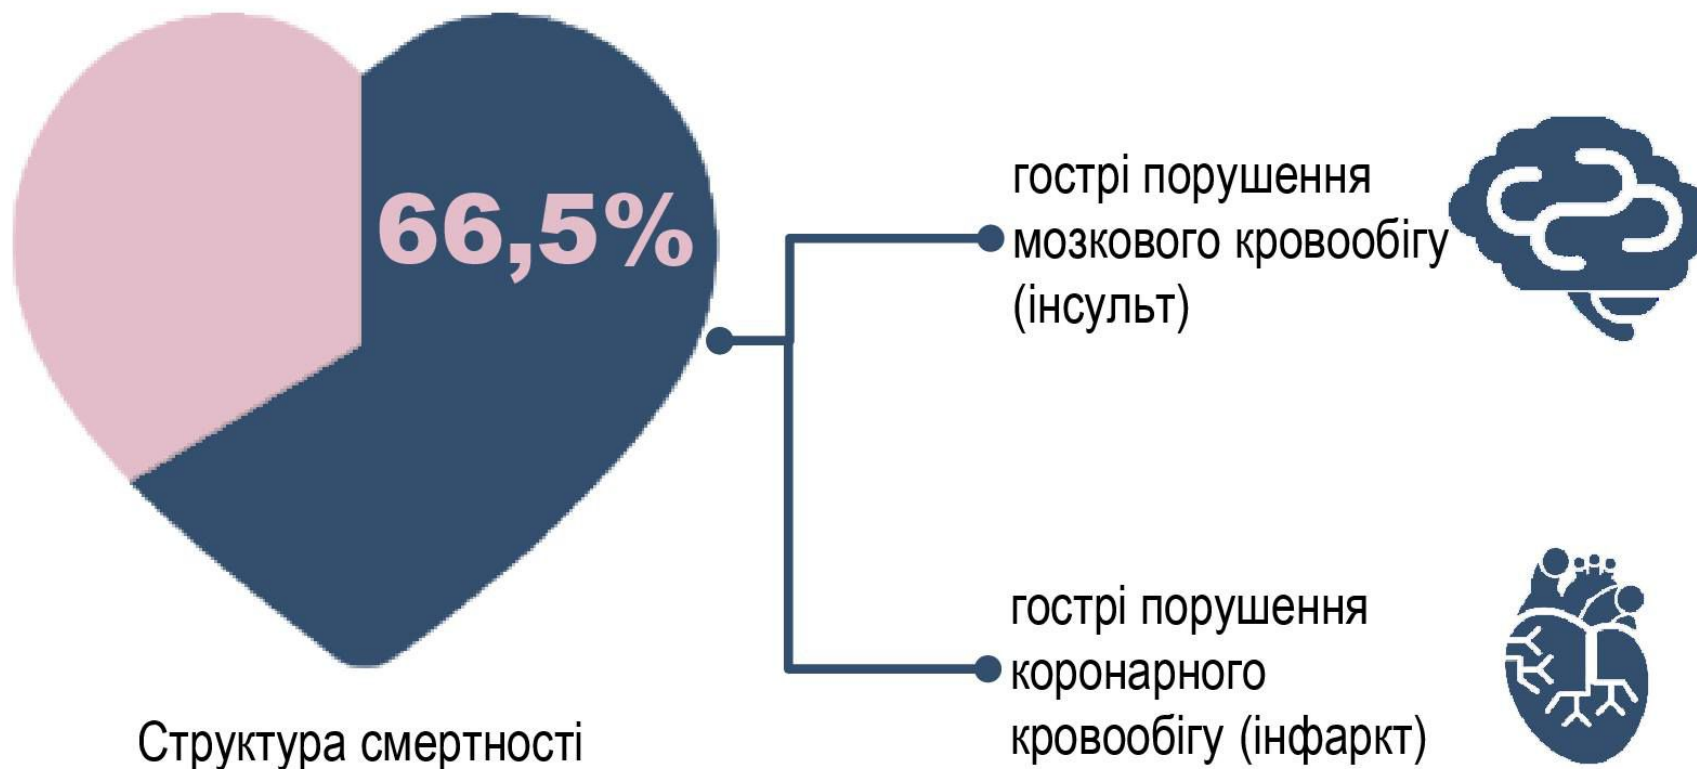 66,5%
гострі порушення
мозкового кровообігу
(інсульт)
гострі порушення
коронарного
кровообігу (інфаркт)
Структура смертності